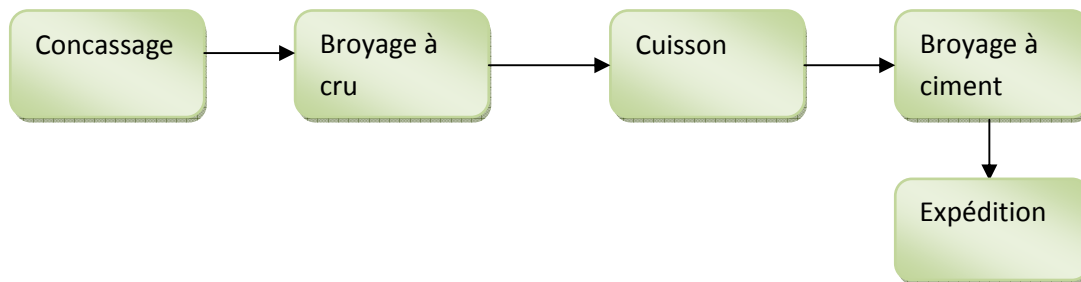 Concassage
Broyage à
cru
Cuisson
Broyage à
ciment
Expédition